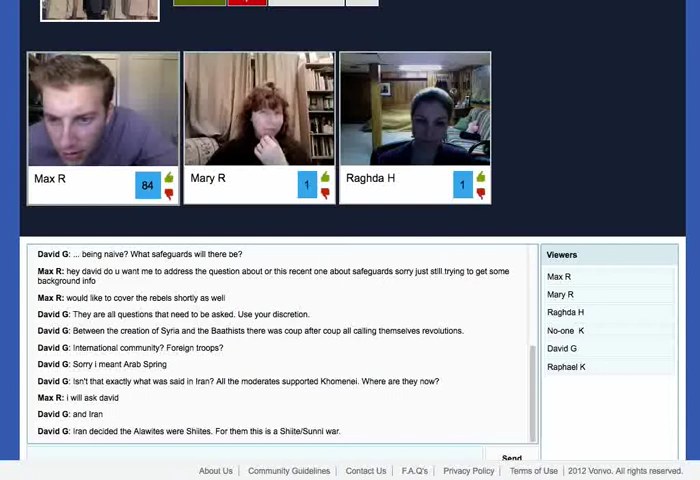 Max R
84
Mary R
1
Raghda H
1
David G: ... being naive? What safeguards will there be?
Max R: hey david do u want me to address the question about or this recent one about safeguards sorry just still trying to get some
background info
Max R: would like to cover the rebels shortly as well
David G: They are all questions that need to be asked. Use your discretion.
David G: Between the creation of Syria and the Baathists there was coup after coup all calling themselves revolutions.
David G: International community? Foreign troops?
David G: Sorry i meant Arab Spring
David G: Isn't that exactly what was said in Iran? All the moderates supported Khomenei. Where are they now?
Max R: i will ask david
David G: and Iran
David G: Iran decided the Alawites were Shiites. For them this is a Shiite/Sunni war.
Viewers
Max R
Mary R
Raghda H
No-one K
David G
Raphael K
Send
About Us | Community Guidelines | Contact Us | F.A.Q's | Privacy Policy | Terms of Use | 2012 Vonvo. All rights reserved.